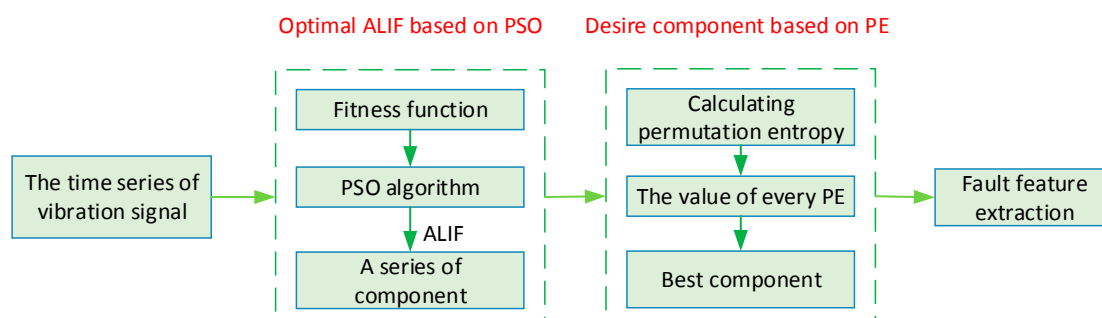 Optimal ALIF based on PSO
Desire component based on PE
The time series of
vibration signal
Fitness function
PSO algorithm
ALIF
A series of
component
Calculating
permutation entropy
The value of every PE
Best component
Fault feature
extraction